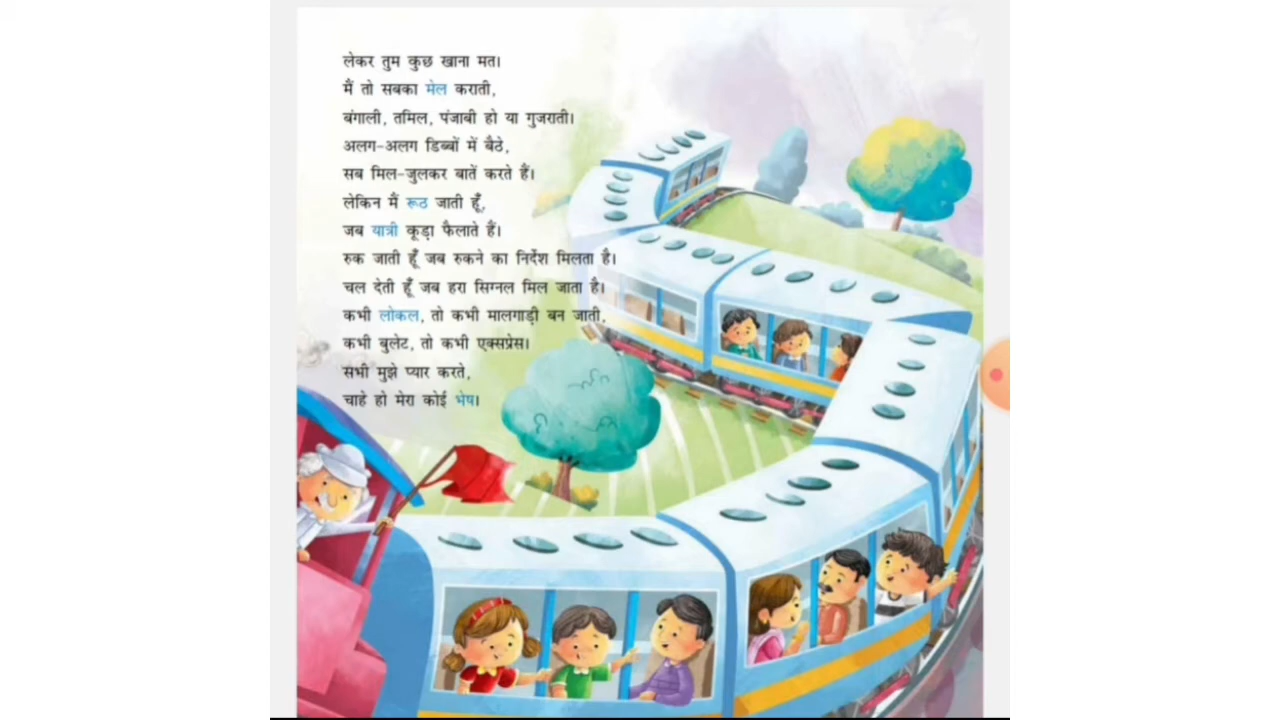 लेकर तुम कुछ खाना मत।
मैं तो सबका मेल कराती,
बंगाली, तमिल, पंजाबी हो या गुजराती।
अलग-अलग डिब्बों में बैठे,
सब मिल-जुलकर बातें करते हैं।
लेकिन मैं रूठ जाती हूँ,
जब यात्री कूड़ा फैलाते हैं।
रुक जाती हूँ जब रुकने का निर्देश मिलता है।
चल देती हूँ जब हरा सिग्नल मिल जाता है।
कभी लोकल, तो कभी मालगाड़ी बन जाती,
कभी बुलेट, तो कभी एक्सप्रेस।
सभी मुझे प्यार करते,
चाहे हो मेरा कोई भेष।